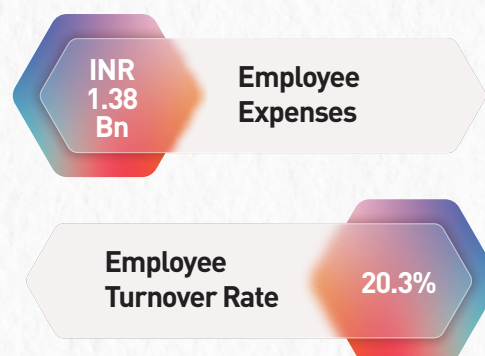 INR
1.38
Bn
Employee
Expenses
Employee
Turnover Rate
20.3%